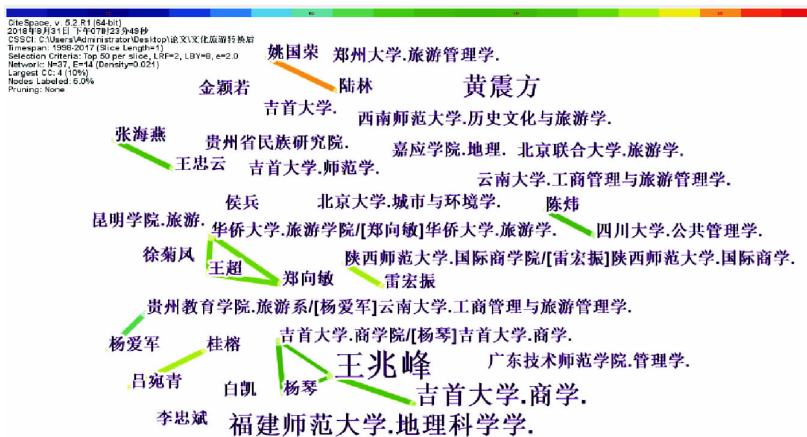 CiteSpace, v. 5.2.R1 (64-bit)
2018年8月31日 下午07时23分49秒
CSSCI: C:\Users\Administrator\Desktop\论文\文化旅游转换后
Timespan: 1998-2017 (Slice Length=1)
Selection Criteria: Top 50 per slice, LRF=2, LBY=8, e=2.0
Network: N=37, E=14 (Density=0.021)
Largest CC: 4 (10%)
Nodes Labeled: 5.0%
Pruning: None
姚国荣 郑州大学.旅游管理学.
金颖若 陆林 黄震方
吉首大学. 西南师范大学.历史文化与旅游学.
张海燕 贵州省民族研究院. 嘉应学院.地理. 北京联合大学.旅游学.
王忠云 吉首大学.师范学.
云南大学.工商管理与旅游管理学.
侯兵 北京大学.城市与环境学. 陈炜
昆明学院.旅游. 华侨大学.旅游学院/[郑向敏]华侨大学.旅游学. 四川大学.公共管理学.
徐菊凤 王超 郑向敏 陕西师范大学.国际商学院/[雷宏振]陕西师范大学.国际商学.
雷宏振
贵州教育学院.旅游系/[杨爱军]云南大学.工商管理与旅游管理学.
杨爱军 桂榕 吉首大学.商学院/[杨琴]吉首大学.商学.
王兆峰 广东技术师范学院.管理学.
吕宛青 白凯 杨琴 吉首大学.商学.
李忠斌 福建师范大学.地理科学学.